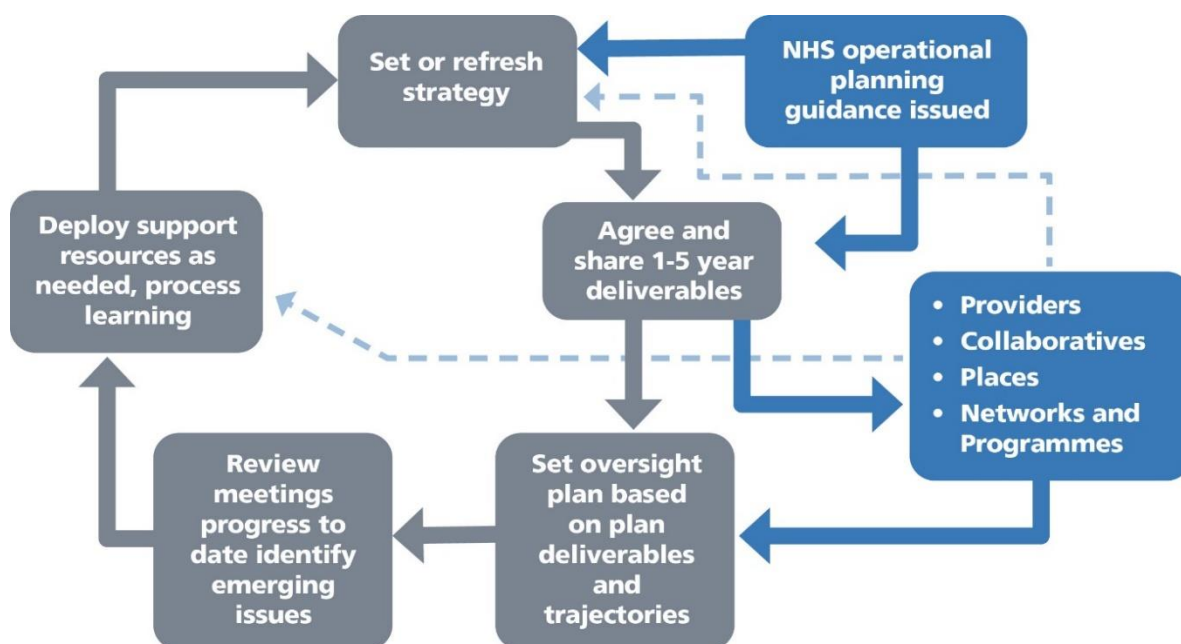 Set or refresh
strategy
NHS operational
planning
guidance issued
Deploy support
resources as
needed, process
learning
Agree and
share 1-5 year
deliverables
• Providers
• Collaboratives
• Places
• Networks and
Programmes
Review
meetings
progress to
date identify
emerging
issues
Set oversight
plan based
on plan
deliverables
and
trajectories